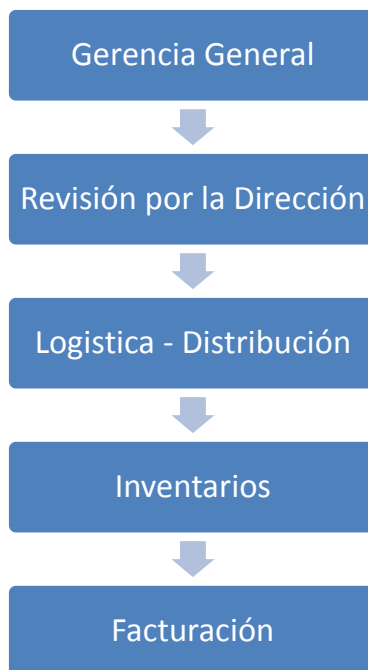 Gerencia General
Revisión por la Dirección
Logistica - Distribución
Inventarios
Facturación